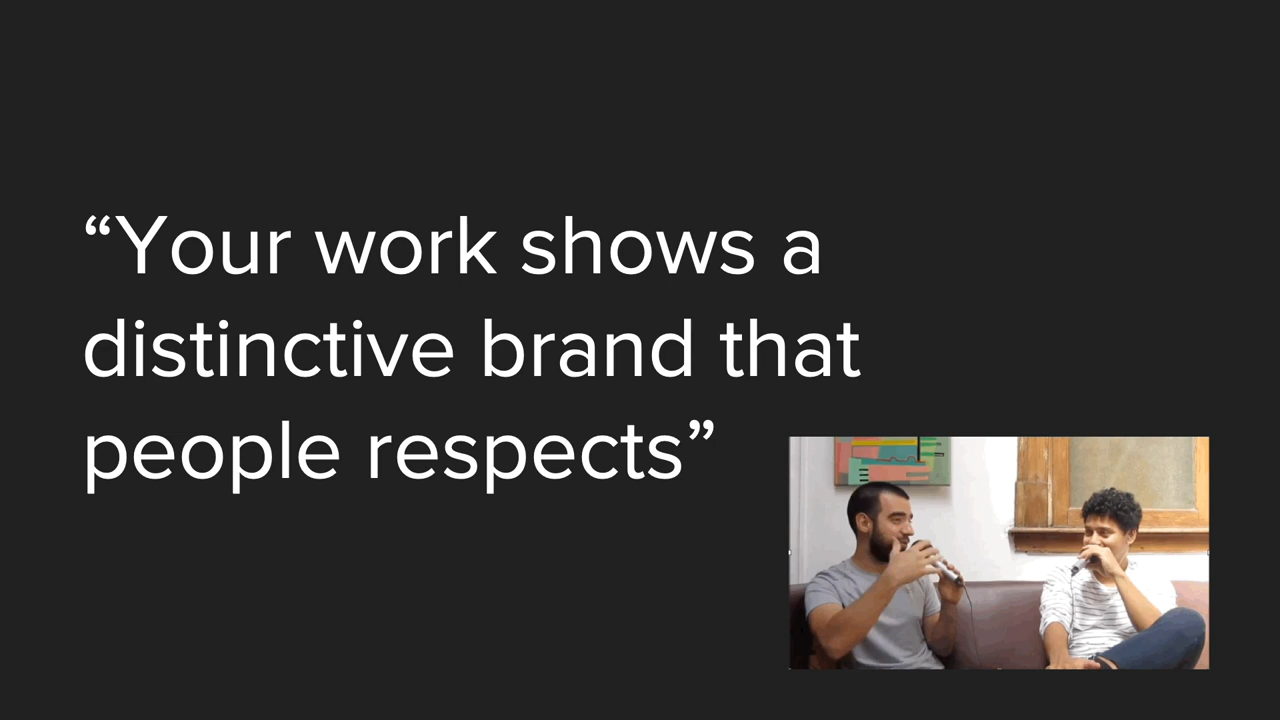 “Your work shows a
distinctive brand that
people respects”